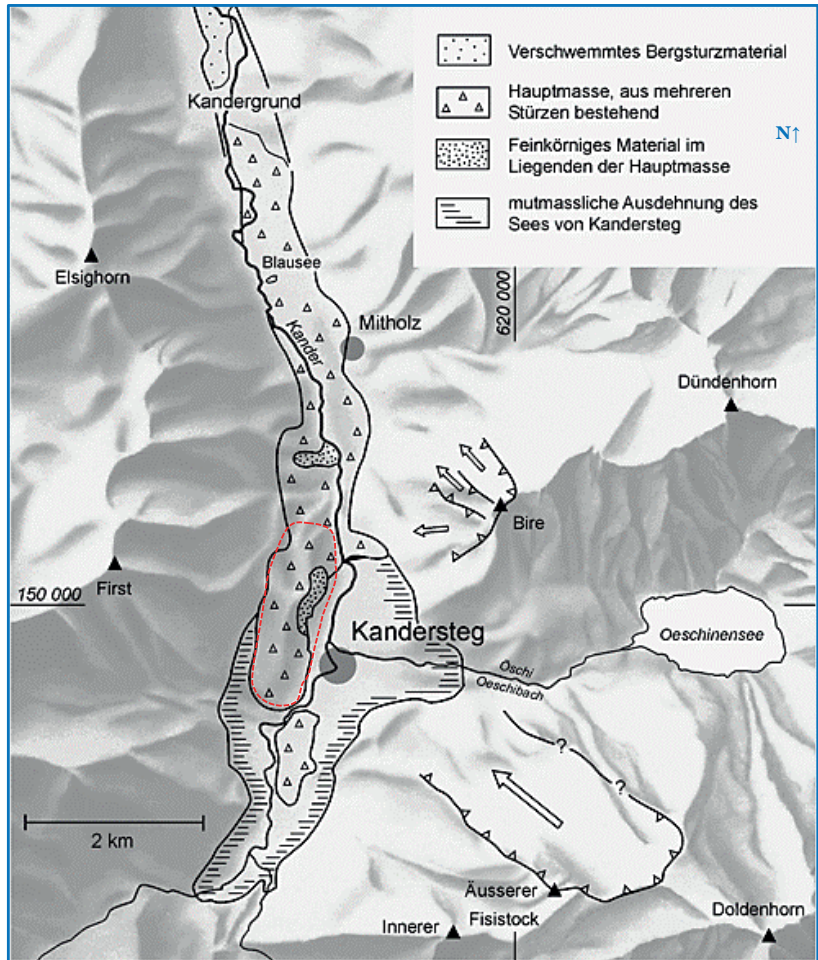 Verschwemmtes Bergsturzmaterial
Hauptmasse, aus mehreren
Stürzen bestehend
N↑
Feinkörniges Material im
Liegenden der Hauptmasse
mutmassliche Ausdehnung des
Sees von Kandersteg
Kandergrund
Elsighorn
Blausee
620 000
Kander
Mitholz
Dündenhorn
Bire
First
150 000
Kandersteg
Oeschinensee
Öschi
Oeschibach
?
?
2 km
Äusserer
Fisistock
Innerer
Doldenhorn